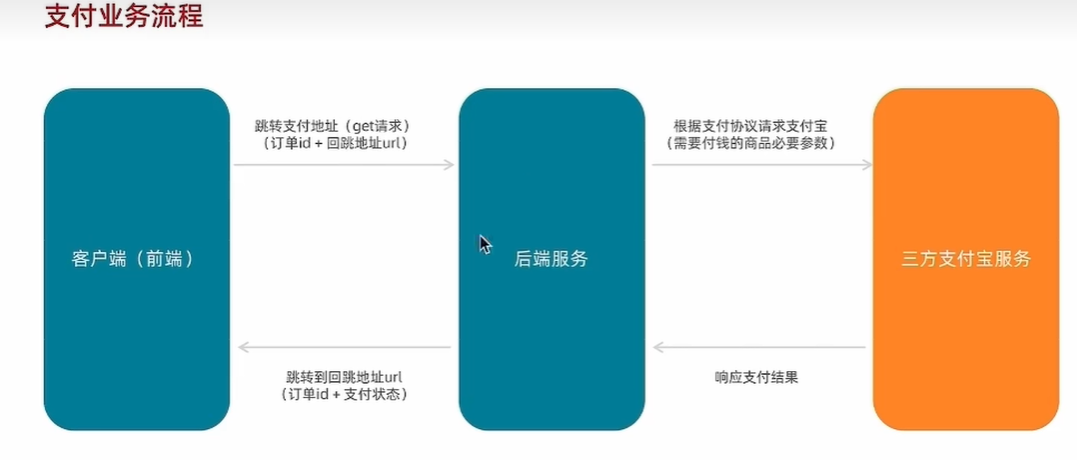 支付业务流程
跳转支付地址（get请求）
（订单id + 回跳地址url）
根据支付协议请求支付宝
（需要付钱的商品必要参数）
客户端（前端）
后端服务
三方支付宝服务
跳转到回跳地址url
（订单id + 支付状态）
响应支付结果